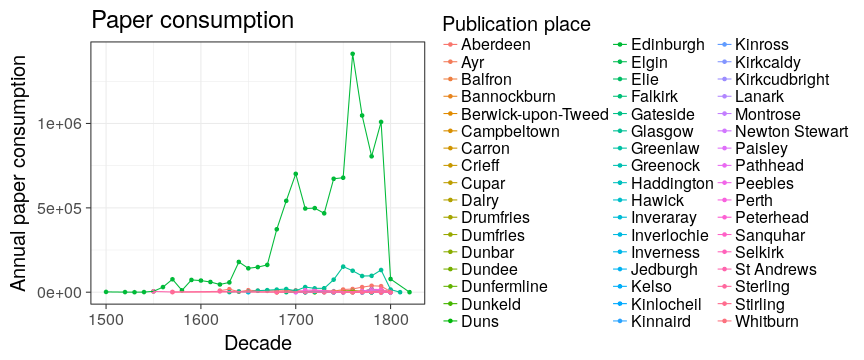 Paper consumption
Annual paper consumption
1e+06
5e+05
0e+00
1500
1600
1700
1800
Decade
Publication place
Aberdeen
Ayr
Balfron
Bannockburn
Berwick-upon-Tweed
Campbeltown
Carron
Crieff
Cupar
Dalry
Drumfries
Dumfries
Dunbar
Dundee
Dunfermline
Dunkeld
Duns
Edinburgh
Elgin
Elie
Falkirk
Gateside
Glasgow
Greenlaw
Greenock
Haddington
Hawick
Inveraray
Inverlochie
Inverness
Jedburgh
Kelso
Kinlocheil
Kinnaird
Kinross
Kirkcaldy
Kirkcudbright
Lanark
Montrose
Newton Stewart
Paisley
Pathhead
Peebles
Perth
Peterhead
Sanquhar
Selkirk
St Andrews
Sterling
Stirling
Whitburn